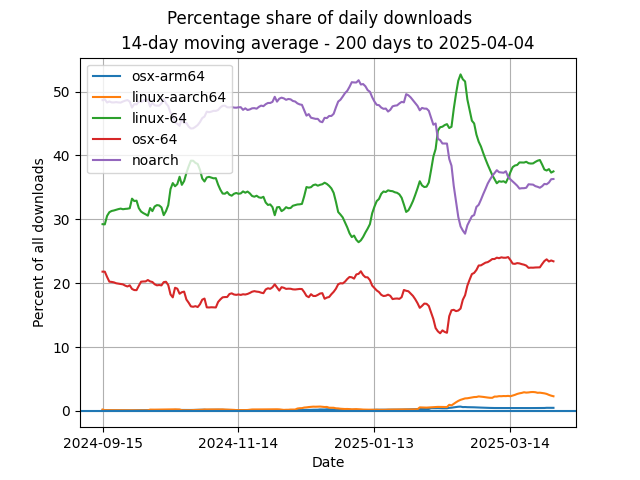 Percentage share of daily downloads
14-day moving average - 200 days to 2025-04-04
osx-arm64
linux-aarch64
linux-64
osx-64
noarch
Percent of all downloads
50
40
30
20
10
0
2024-09-15
2024-11-14
2025-01-13
2025-03-14
Date